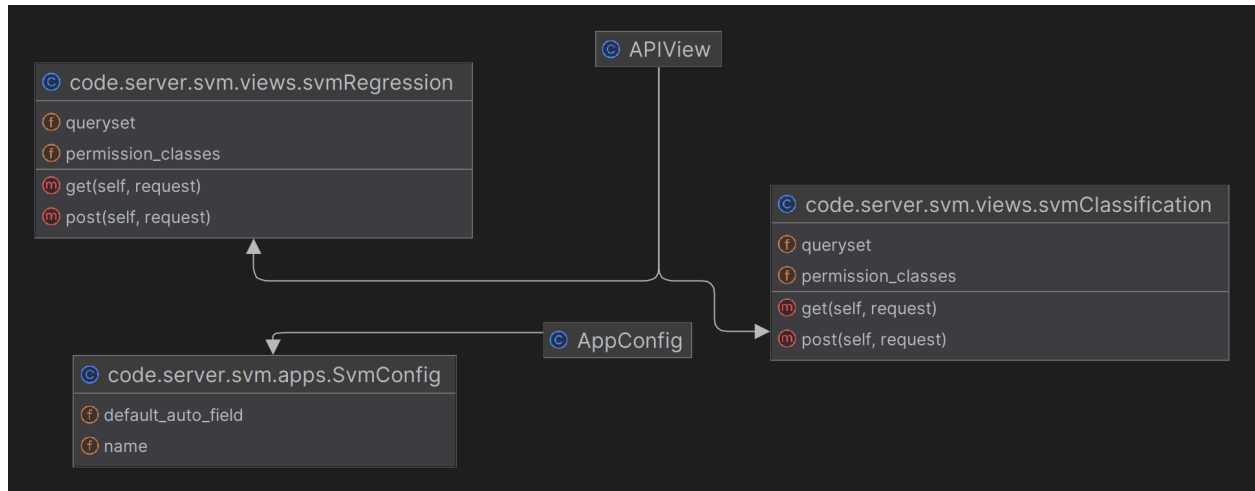 APIView
code.server.svm.views.svmRegression
queryset
permission_classes
get(self, request)
post(self, request)
code.server.svm.views.svmClassification
queryset
permission_classes
get(self, request)
post(self, request)
AppConfig
code.server.svm.apps.SvmConfig
default_auto_field
name